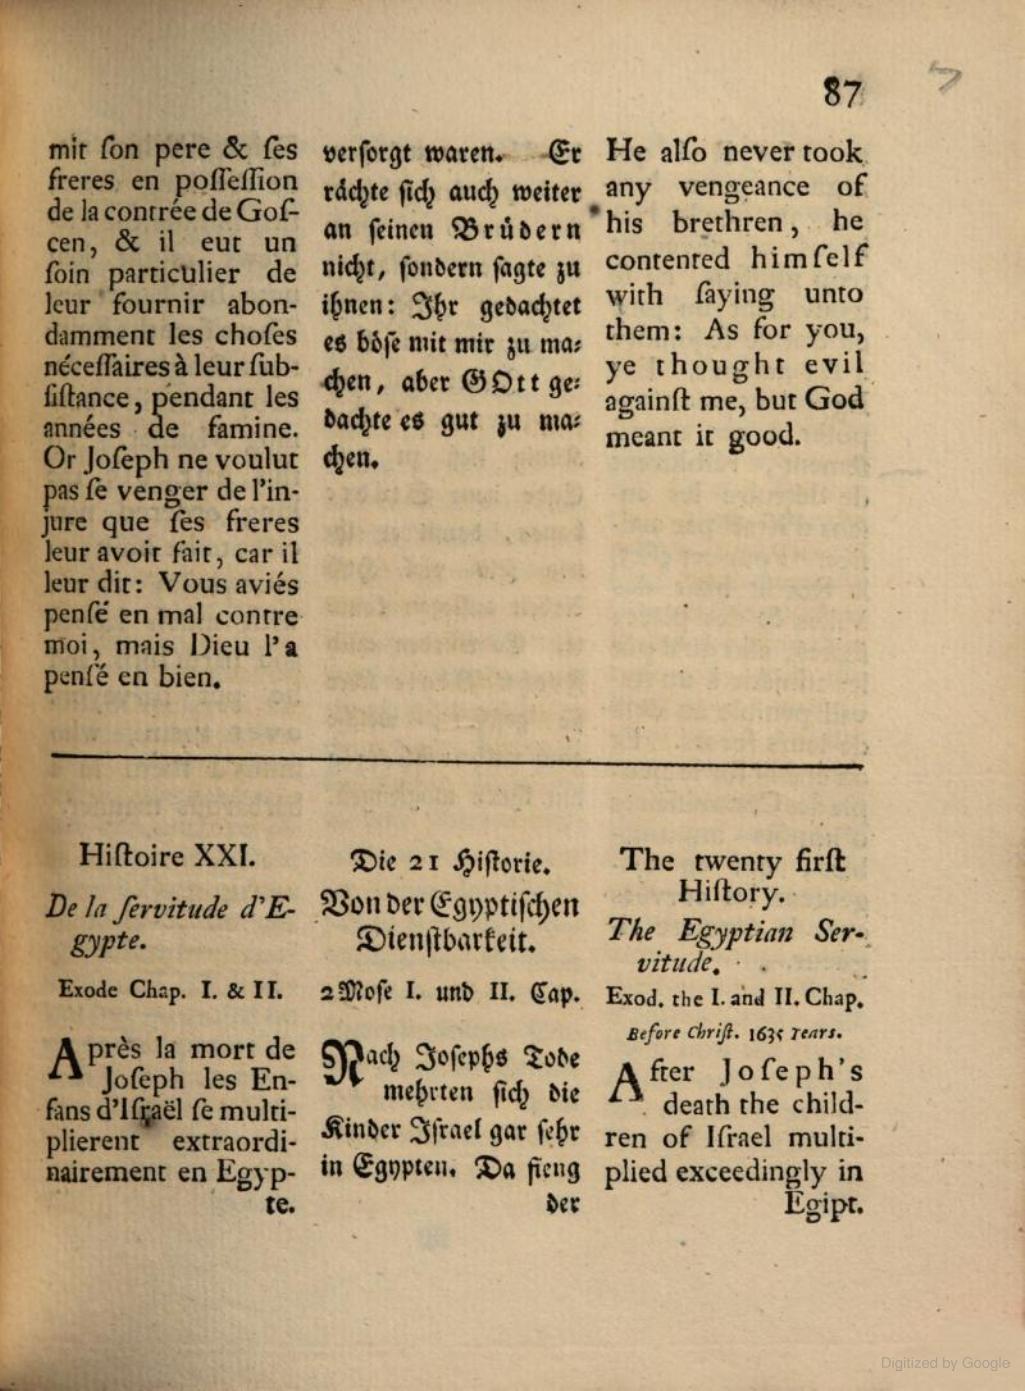 87
mit ſon pere & ſes
freres en poſſeſſion
de la contrée de Goſ-
cen, & il eut un
ſoin particulier de
leur fournir abon-
damment les choſes
néceſſaires à leur ſub-
ſiſtance, pendant les
années de famine.
Or Joſeph ne voulut
pas ſe venger de l'in-
jure que ſes freres
leur avoit fait, car il
leur dit: Vous aviés
penſé en mal contre
moi, mais Dieu l'a
penſé en bien.
verſorgt waren. Er
rächte ſich auch weiter
an ſeinen Brüdern
nicht, ſondern ſagte zu
ihnen: Ihr gedachtet
es böſe mit mir zu ma-
chen, aber GOtt ge-
dachte es gut zu ma-
chen.
He alſo never took
any vengeance of
his brethren, he
contented himſelf
with ſaying unto
them: As for you,
ye thought evil
againſt me, but God
meant it good.
Hiſtoire XXI.
De la ſervitude d'E-
gypte.
Exode Chap. I. & II.
Après la mort de
Joſeph les En-
fans d'Iſraël ſe multi-
plierent extraordi-
nairement en Egyp-
te.
Die 21 Hiſtorie.
Von der Egyptiſchen
Dienſtbarkeit.
2 Moſe I. und II. Cap.
Nach Joſephs Tode
mehrten ſich die
Kinder Iſrael gar ſehr
in Egypten. Da fieng
der
The twenty firſt
Hiſtory.
The Egyptian Ser-
vitude.
Exod. the I. and II. Chap.
Before Chriſt. 1635 Years.
After Joſeph's
death the child-
ren of Iſrael multi-
plied exceedingly in
Egipt.
Digitized by Google